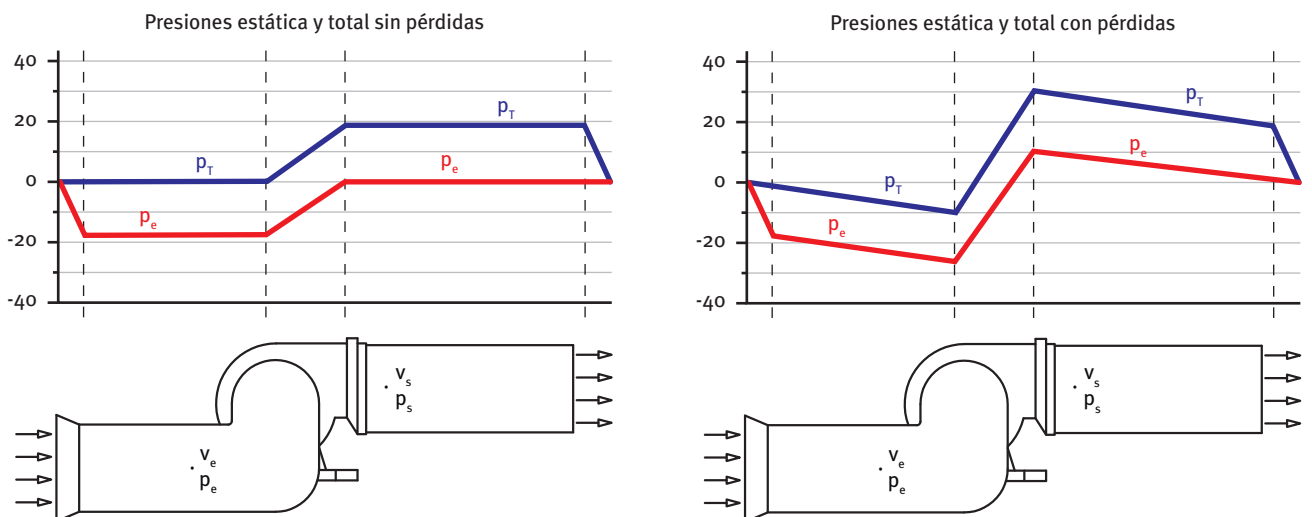 Presiones estática y total sin pérdidas
40
20
0
-20
-40
pT
pe
pT
pe
vs
ps
ve
pe
Presiones estática y total con pérdidas
40
20
0
-20
-40
pT
pe
pT
pe
vs
ps
ve
pe